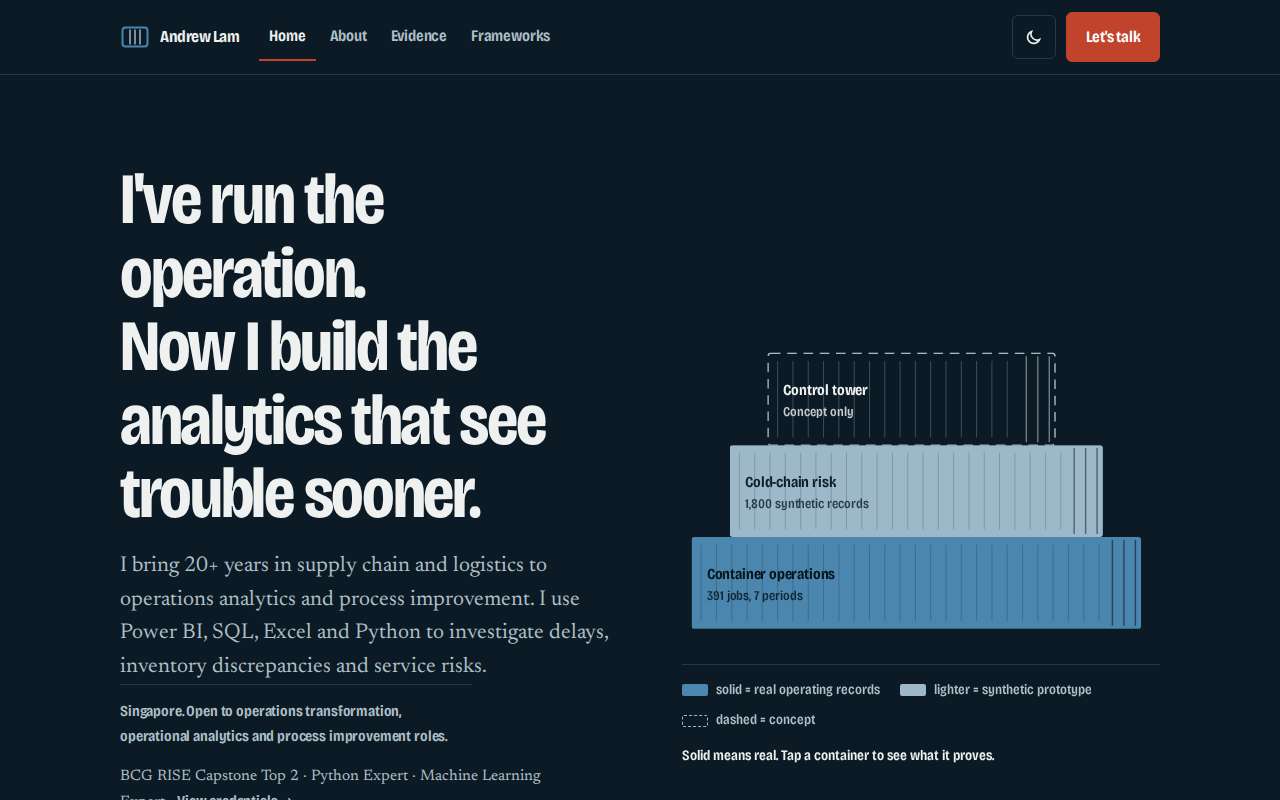 Andrew Lam
Home
About
Evidence
Frameworks
Let's talk
I've run the
operation.
Now I build the
analytics that see
trouble sooner.
I bring 20+ years in supply chain and logistics to
operations analytics and process improvement. I use
Power BI, SQL, Excel and Python to investigate delays,
inventory discrepancies and service risks.
Singapore. Open to operations transformation,
operational analytics and process improvement roles.
BCG RISE Capstone Top 2 · Python Expert · Machine Learning
Expert · View credentials →
Control tower
Concept only
Cold-chain risk
1,800 synthetic records
Container operations
391 jobs, 7 periods
solid = real operating records
lighter = synthetic prototype
dashed = concept
Solid means real. Tap a container to see what it proves.